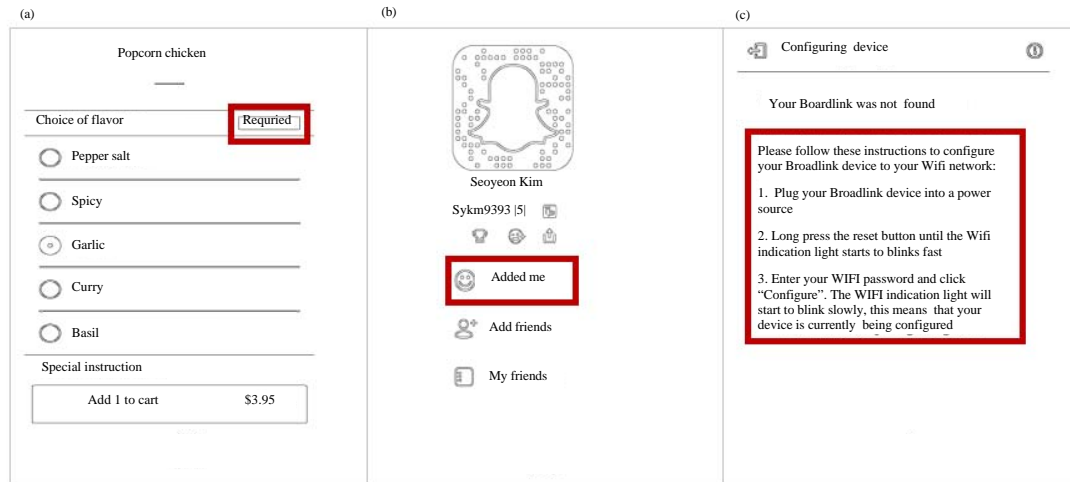 (a)
Popcorn chicken
Choice of flavor
Requried
Pepper salt
Spicy
Garlic
Curry
Basil
Special instruction
Add 1 to cart $3.95
(b)
Seoyeon Kim
Sykm9393 |5|
Added me
Add friends
My friends
(c)
Configuring device
Your Boardlink was not found
Please follow these instructions to configure
your Broadlink device to your Wifi network:
1. Plug your Broadlink device into a power
source
2. Long press the reset button until the Wifi
indication light starts to blinks fast
3. Enter your WIFI password and click
“Configure”. The WIFI indication light will
start to blink slowly, this means that your
device is currently being configured